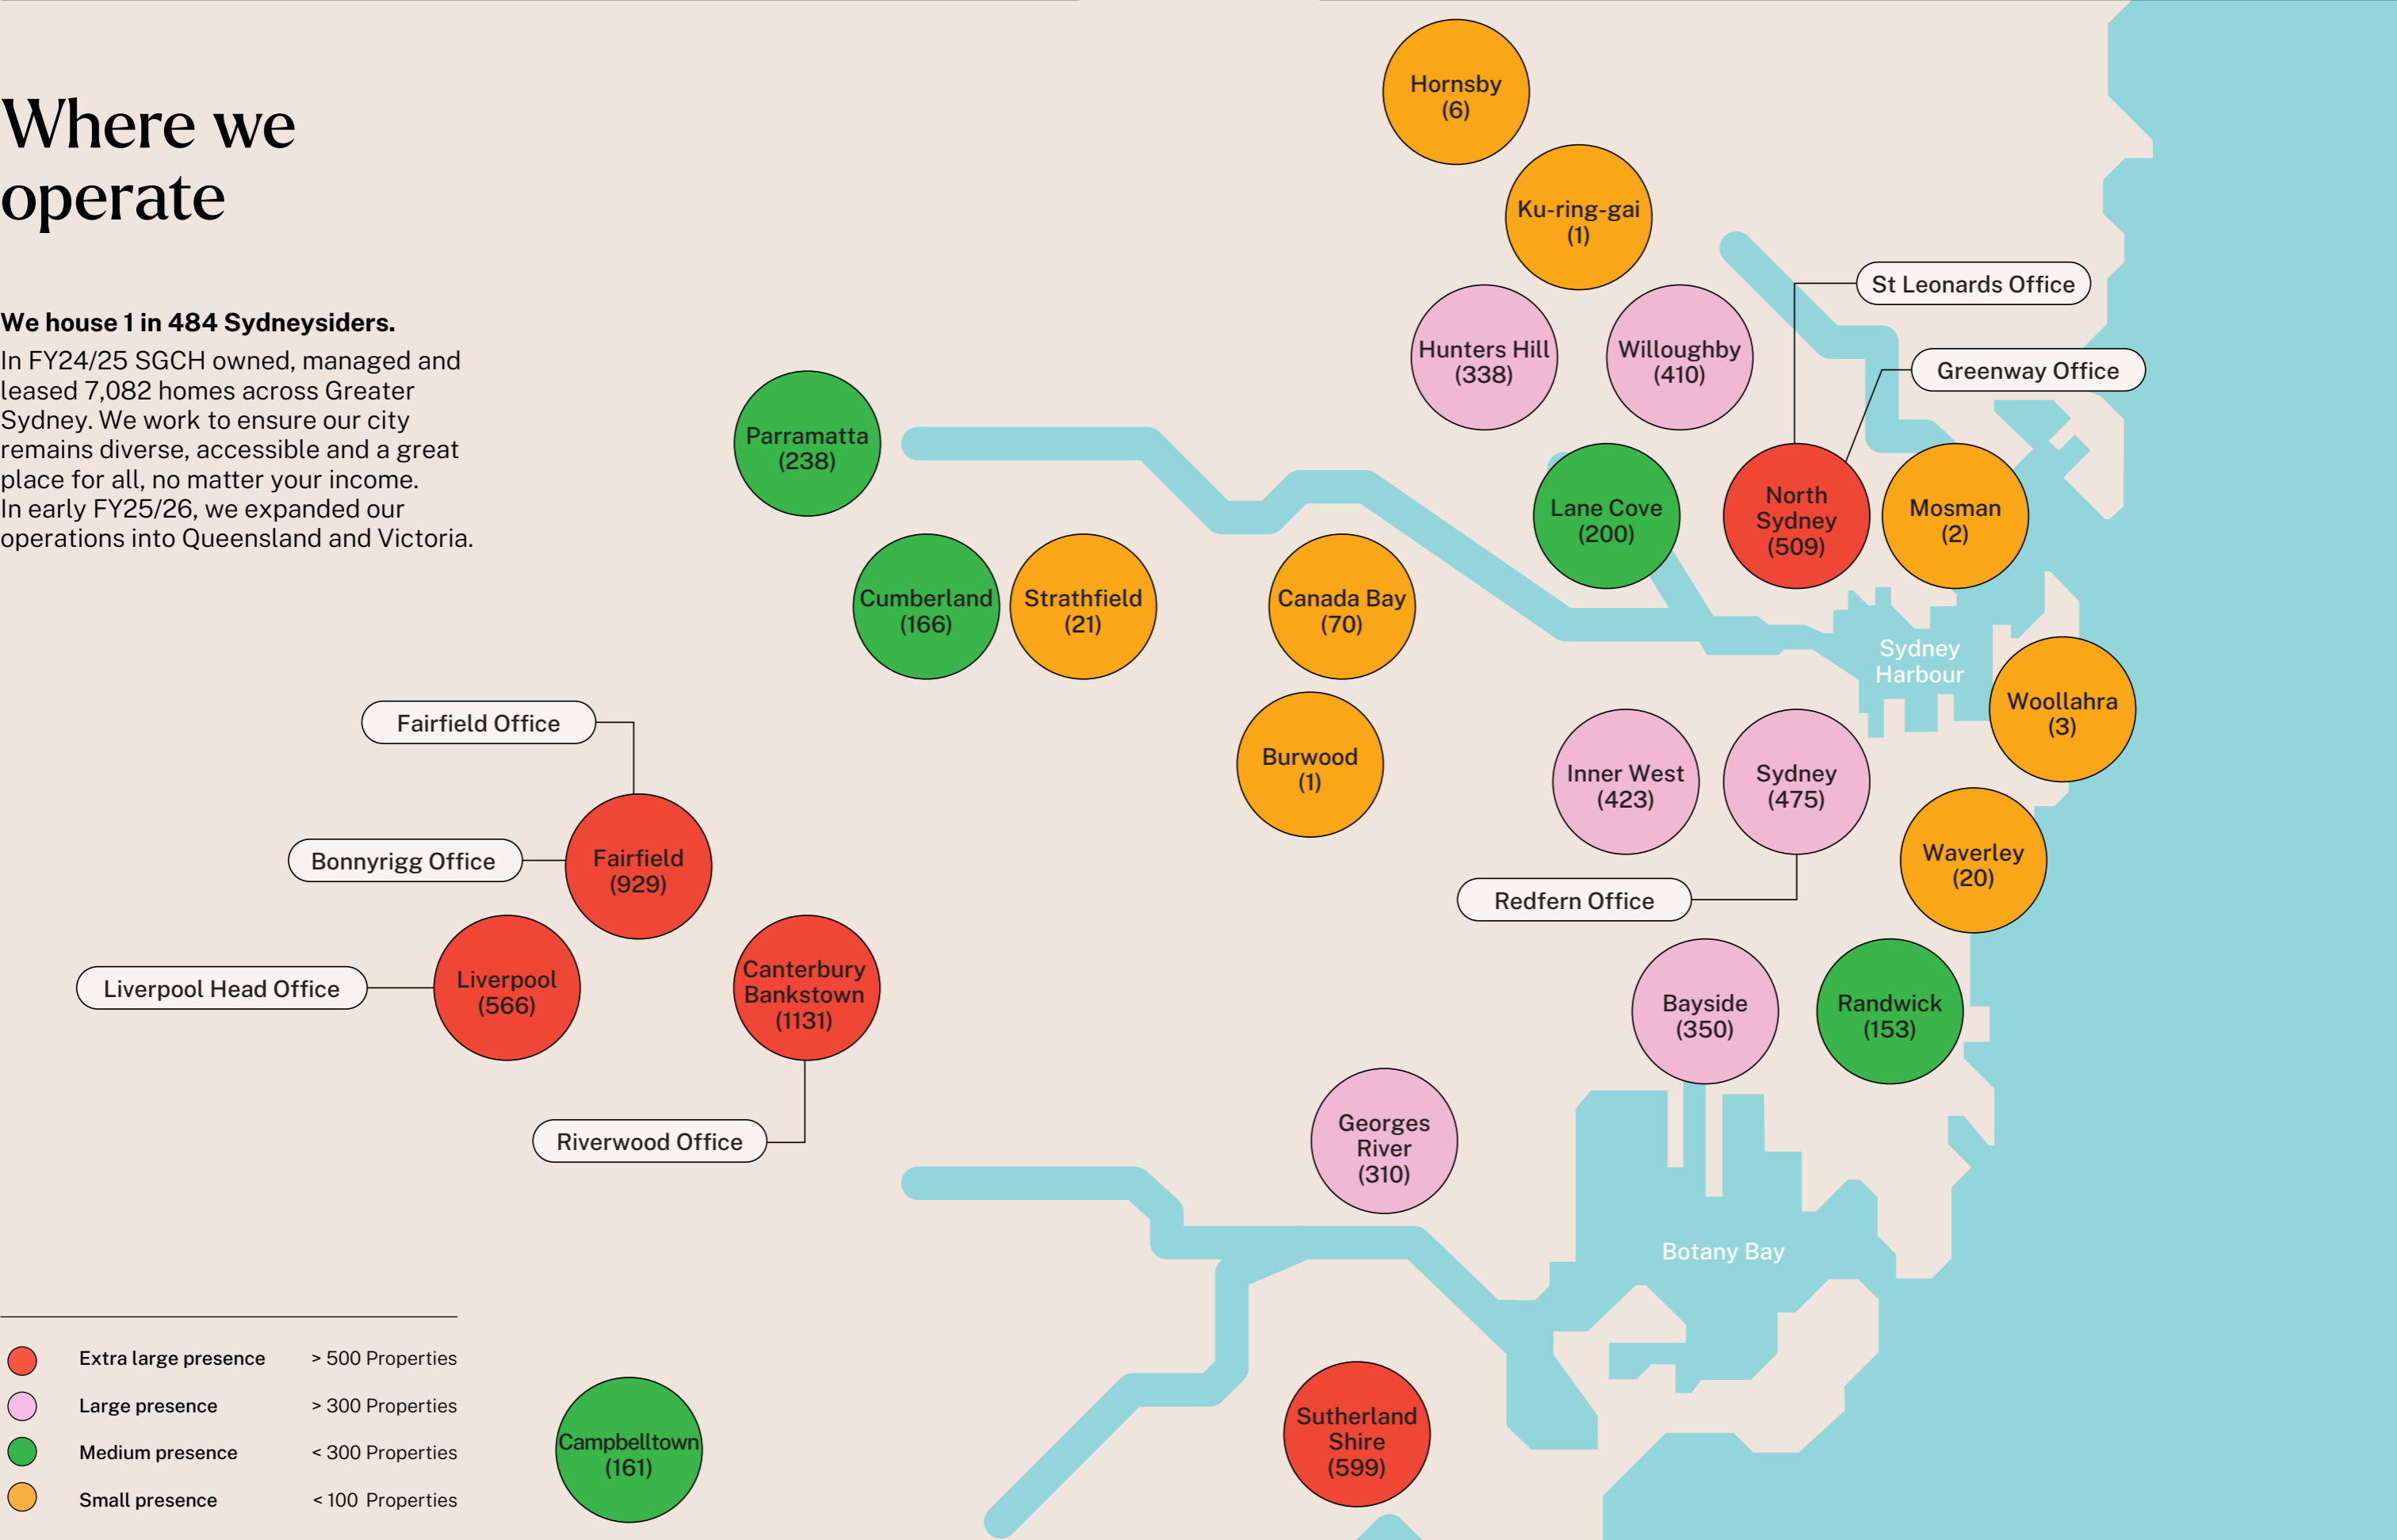 Where we
operate
We house 1 in 484 Sydneysiders.
In FY24/25 SGCH owned, managed and
leased 7,082 homes across Greater
Sydney. We work to ensure our city
remains diverse, accessible and a great
place for all, no matter your income.
In early FY25/26, we expanded our
operations into Queensland and Victoria.
Hornsby
(6)
Ku-ring-gai
(1)
St Leonards Office
Hunters Hill
(338)
Willoughby
(410)
Greenway Office
Parramatta
(238)
Lane Cove
(200)
North
Sydney
(509)
Mosman
(2)
Cumberland
(166)
Strathfield
(21)
Canada Bay
(70)
Sydney
Harbour
Woollahra
(3)
Fairfield Office
Burwood
(1)
Inner West
(423)
Sydney
(475)
Bonnyrigg Office
Fairfield
(929)
Waverley
(20)
Redfern Office
Liverpool Head Office
Liverpool
(566)
Canterbury
Bankstown
(1131)
Bayside
(350)
Randwick
(153)
Riverwood Office
Georges
River
(310)
Botany Bay
Extra large presence > 500 Properties
Large presence > 300 Properties
Medium presence < 300 Properties
Small presence < 100 Properties
Campbelltown
(161)
Sutherland
Shire
(599)